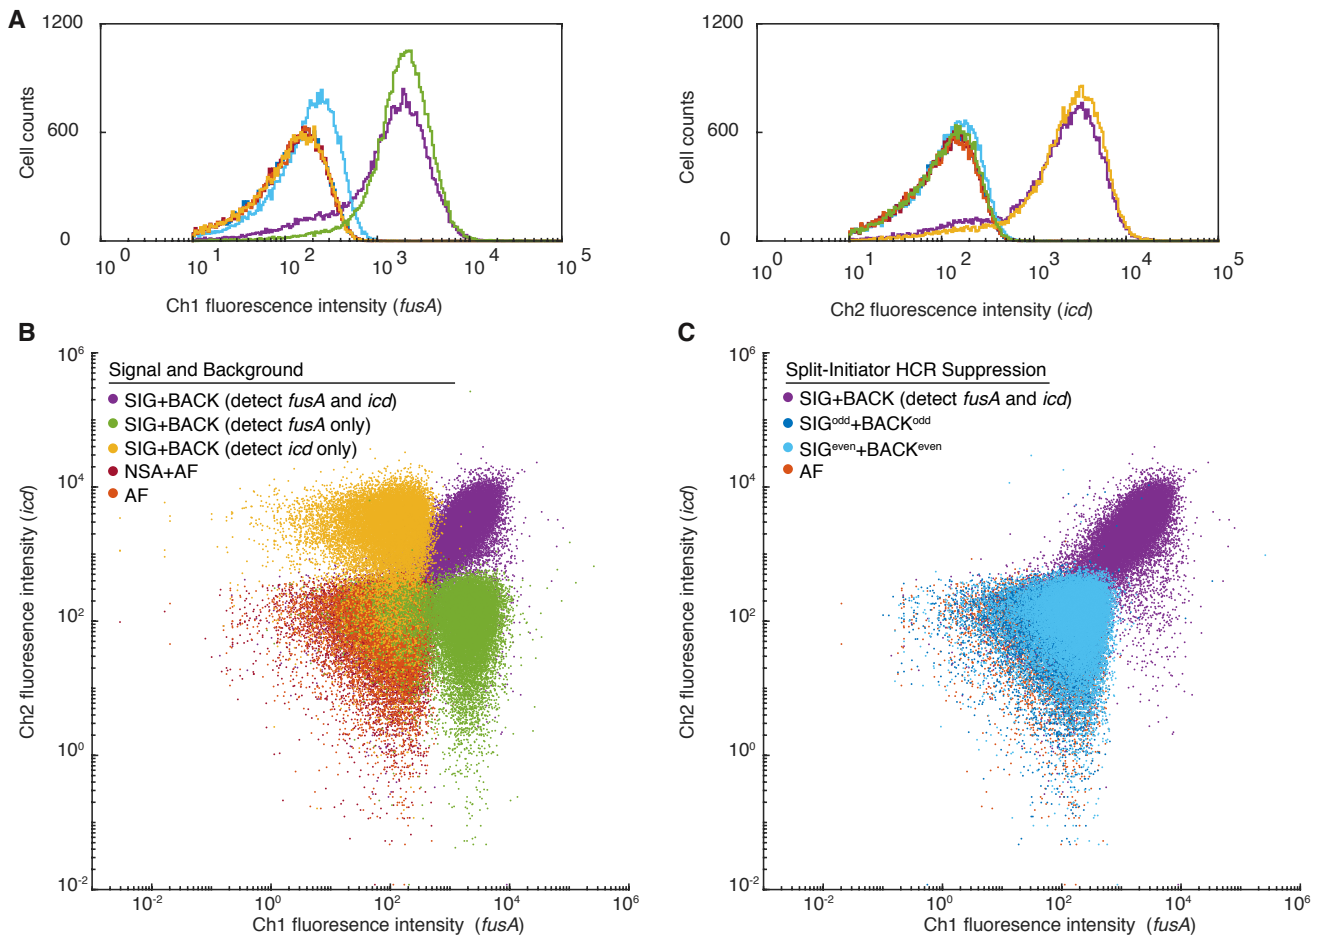 A
1200
600
0
Cell counts
10^0 10^1 10^2 10^3 10^4 10^5
Ch1 fluorescence intensity (fusA)
1200
600
0
Cell counts
10^0 10^1 10^2 10^3 10^4 10^5
Ch2 fluorescence intensity (icd)
B
10^6
10^4
10^2
10^0
10^-2
Ch2 fluoresence intensity (icd)
Signal and Background
SIG+BACK (detect fusA and icd)
SIG+BACK (detect fusA only)
SIG+BACK (detect icd only)
NSA+AF
AF
10^-2 10^0 10^2 10^4 10^6
Ch1 fluoresence intensity (fusA)
C
10^6
10^4
10^2
10^0
10^-2
Ch2 fluoresence intensity (icd)
Split-Initiator HCR Suppression
SIG+BACK (detect fusA and icd)
SIG^odd+BACK^odd
SIG^even+BACK^even
AF
10^-2 10^0 10^2 10^4 10^6
Ch1 fluoresence intensity (fusA)